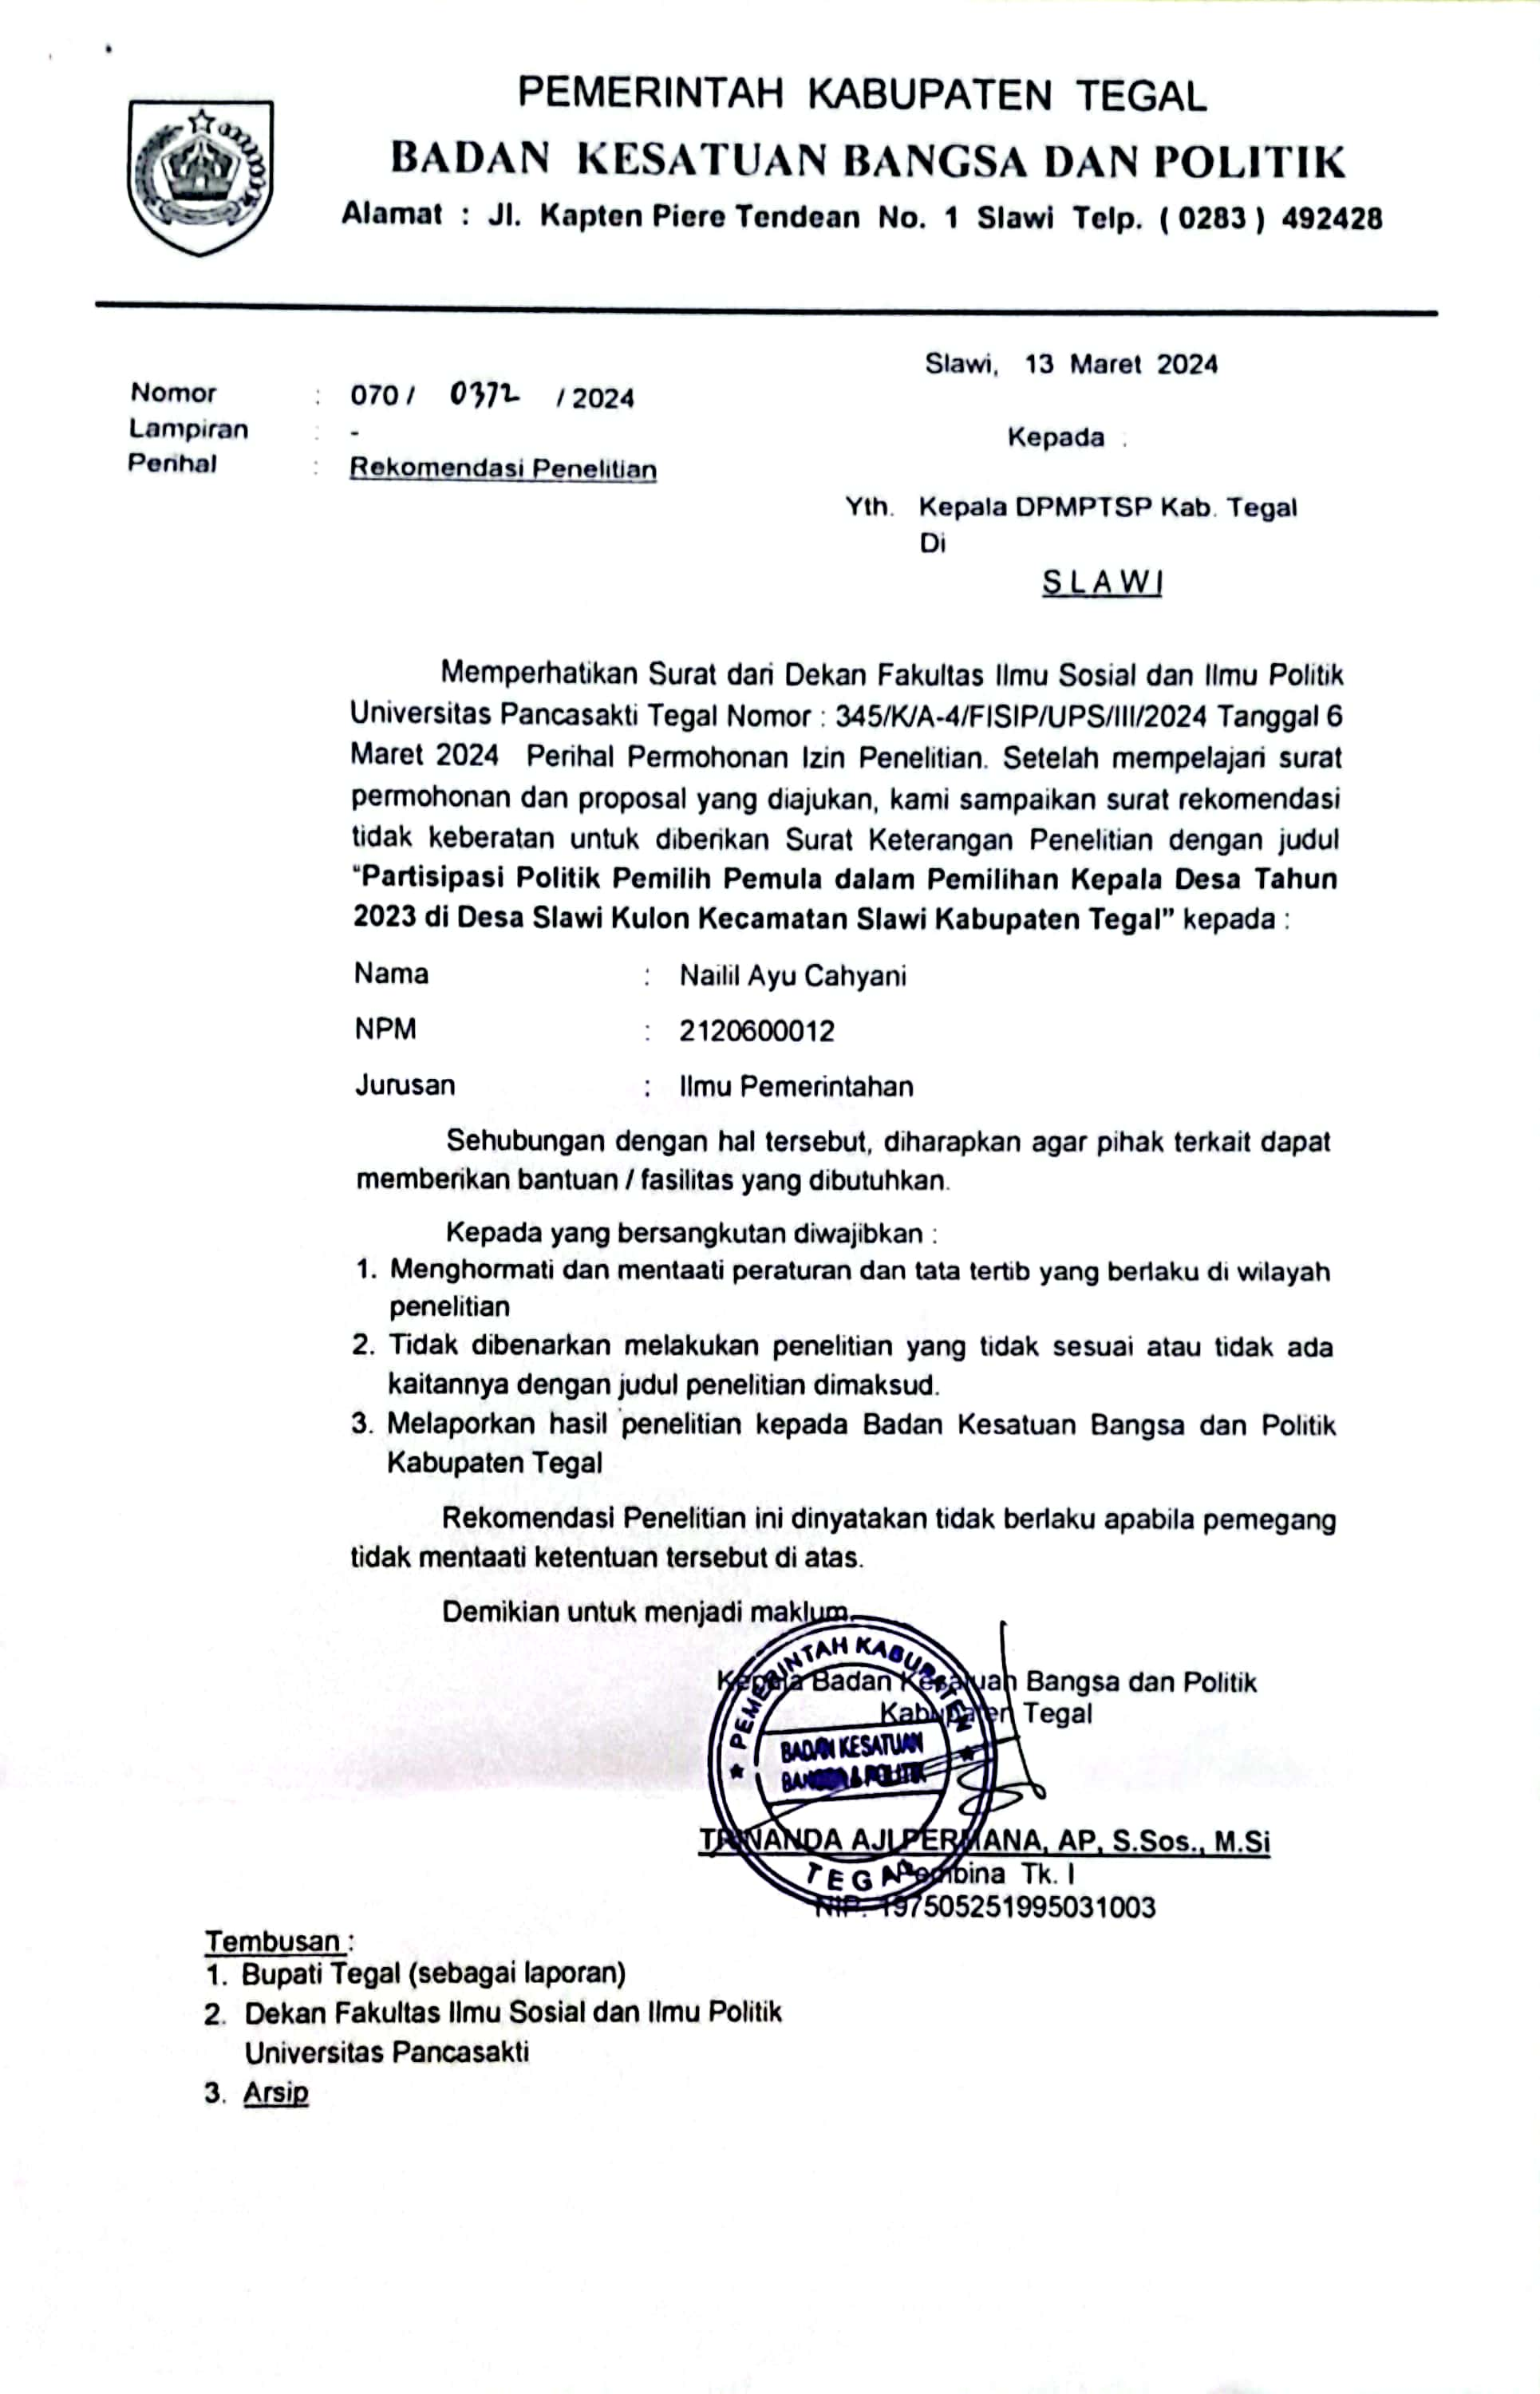 PEMERINTAH KABUPATEN TEGAL
BADAN KESATUAN BANGSA DAN POLITIK
Alamat : Jl. Kapten Piere Tendean No. 1 Slawi Telp. ( 0283 ) 492428
Slawi, 13 Maret 2024
Nomor : 070 / 0372 / 2024
Lampiran : -
Perihal : Rekomendasi Penelitian
Kepada :
Yth. Kepala DPMPTSP Kab. Tegal
Di
S L A W I
Memperhatikan Surat dari Dekan Fakultas Ilmu Sosial dan Ilmu Politik
Universitas Pancasakti Tegal Nomor : 345/K/A-4/FISIP/UPS/III/2024 Tanggal 6
Maret 2024 Perihal Permohonan Izin Penelitian. Setelah mempelajari surat
permohonan dan proposal yang diajukan, kami sampaikan surat rekomendasi
tidak keberatan untuk diberikan Surat Keterangan Penelitian dengan judul
“Partisipasi Politik Pemilih Pemula dalam Pemilihan Kepala Desa Tahun
2023 di Desa Slawi Kulon Kecamatan Slawi Kabupaten Tegal” kepada :
Nama : Nailil Ayu Cahyani
NPM : 2120600012
Jurusan : Ilmu Pemerintahan
Sehubungan dengan hal tersebut, diharapkan agar pihak terkait dapat
memberikan bantuan / fasilitas yang dibutuhkan.
Kepada yang bersangkutan diwajibkan :
1. Menghormati dan mentaati peraturan dan tata tertib yang berlaku di wilayah
penelitian
2. Tidak dibenarkan melakukan penelitian yang tidak sesuai atau tidak ada
kaitannya dengan judul penelitian dimaksud.
3. Melaporkan hasil penelitian kepada Badan Kesatuan Bangsa dan Politik
Kabupaten Tegal
Rekomendasi Penelitian ini dinyatakan tidak berlaku apabila pemegang
tidak mentaati ketentuan tersebut di atas.
Demikian untuk menjadi maklum.
Kepala Badan Kesatuan Bangsa dan Politik
Kabupaten Tegal
PEMERINTAH KABUPATEN
BADAN KESATUAN
BANGSA & POLITIK
TEGAL
TRINANDA AJI PERMANA, AP, S.Sos., M.Si
Pembina Tk. I
NIP. 197505251995031003
Tembusan :
1. Bupati Tegal (sebagai laporan)
2. Dekan Fakultas Ilmu Sosial dan Ilmu Politik
Universitas Pancasakti
3. Arsip